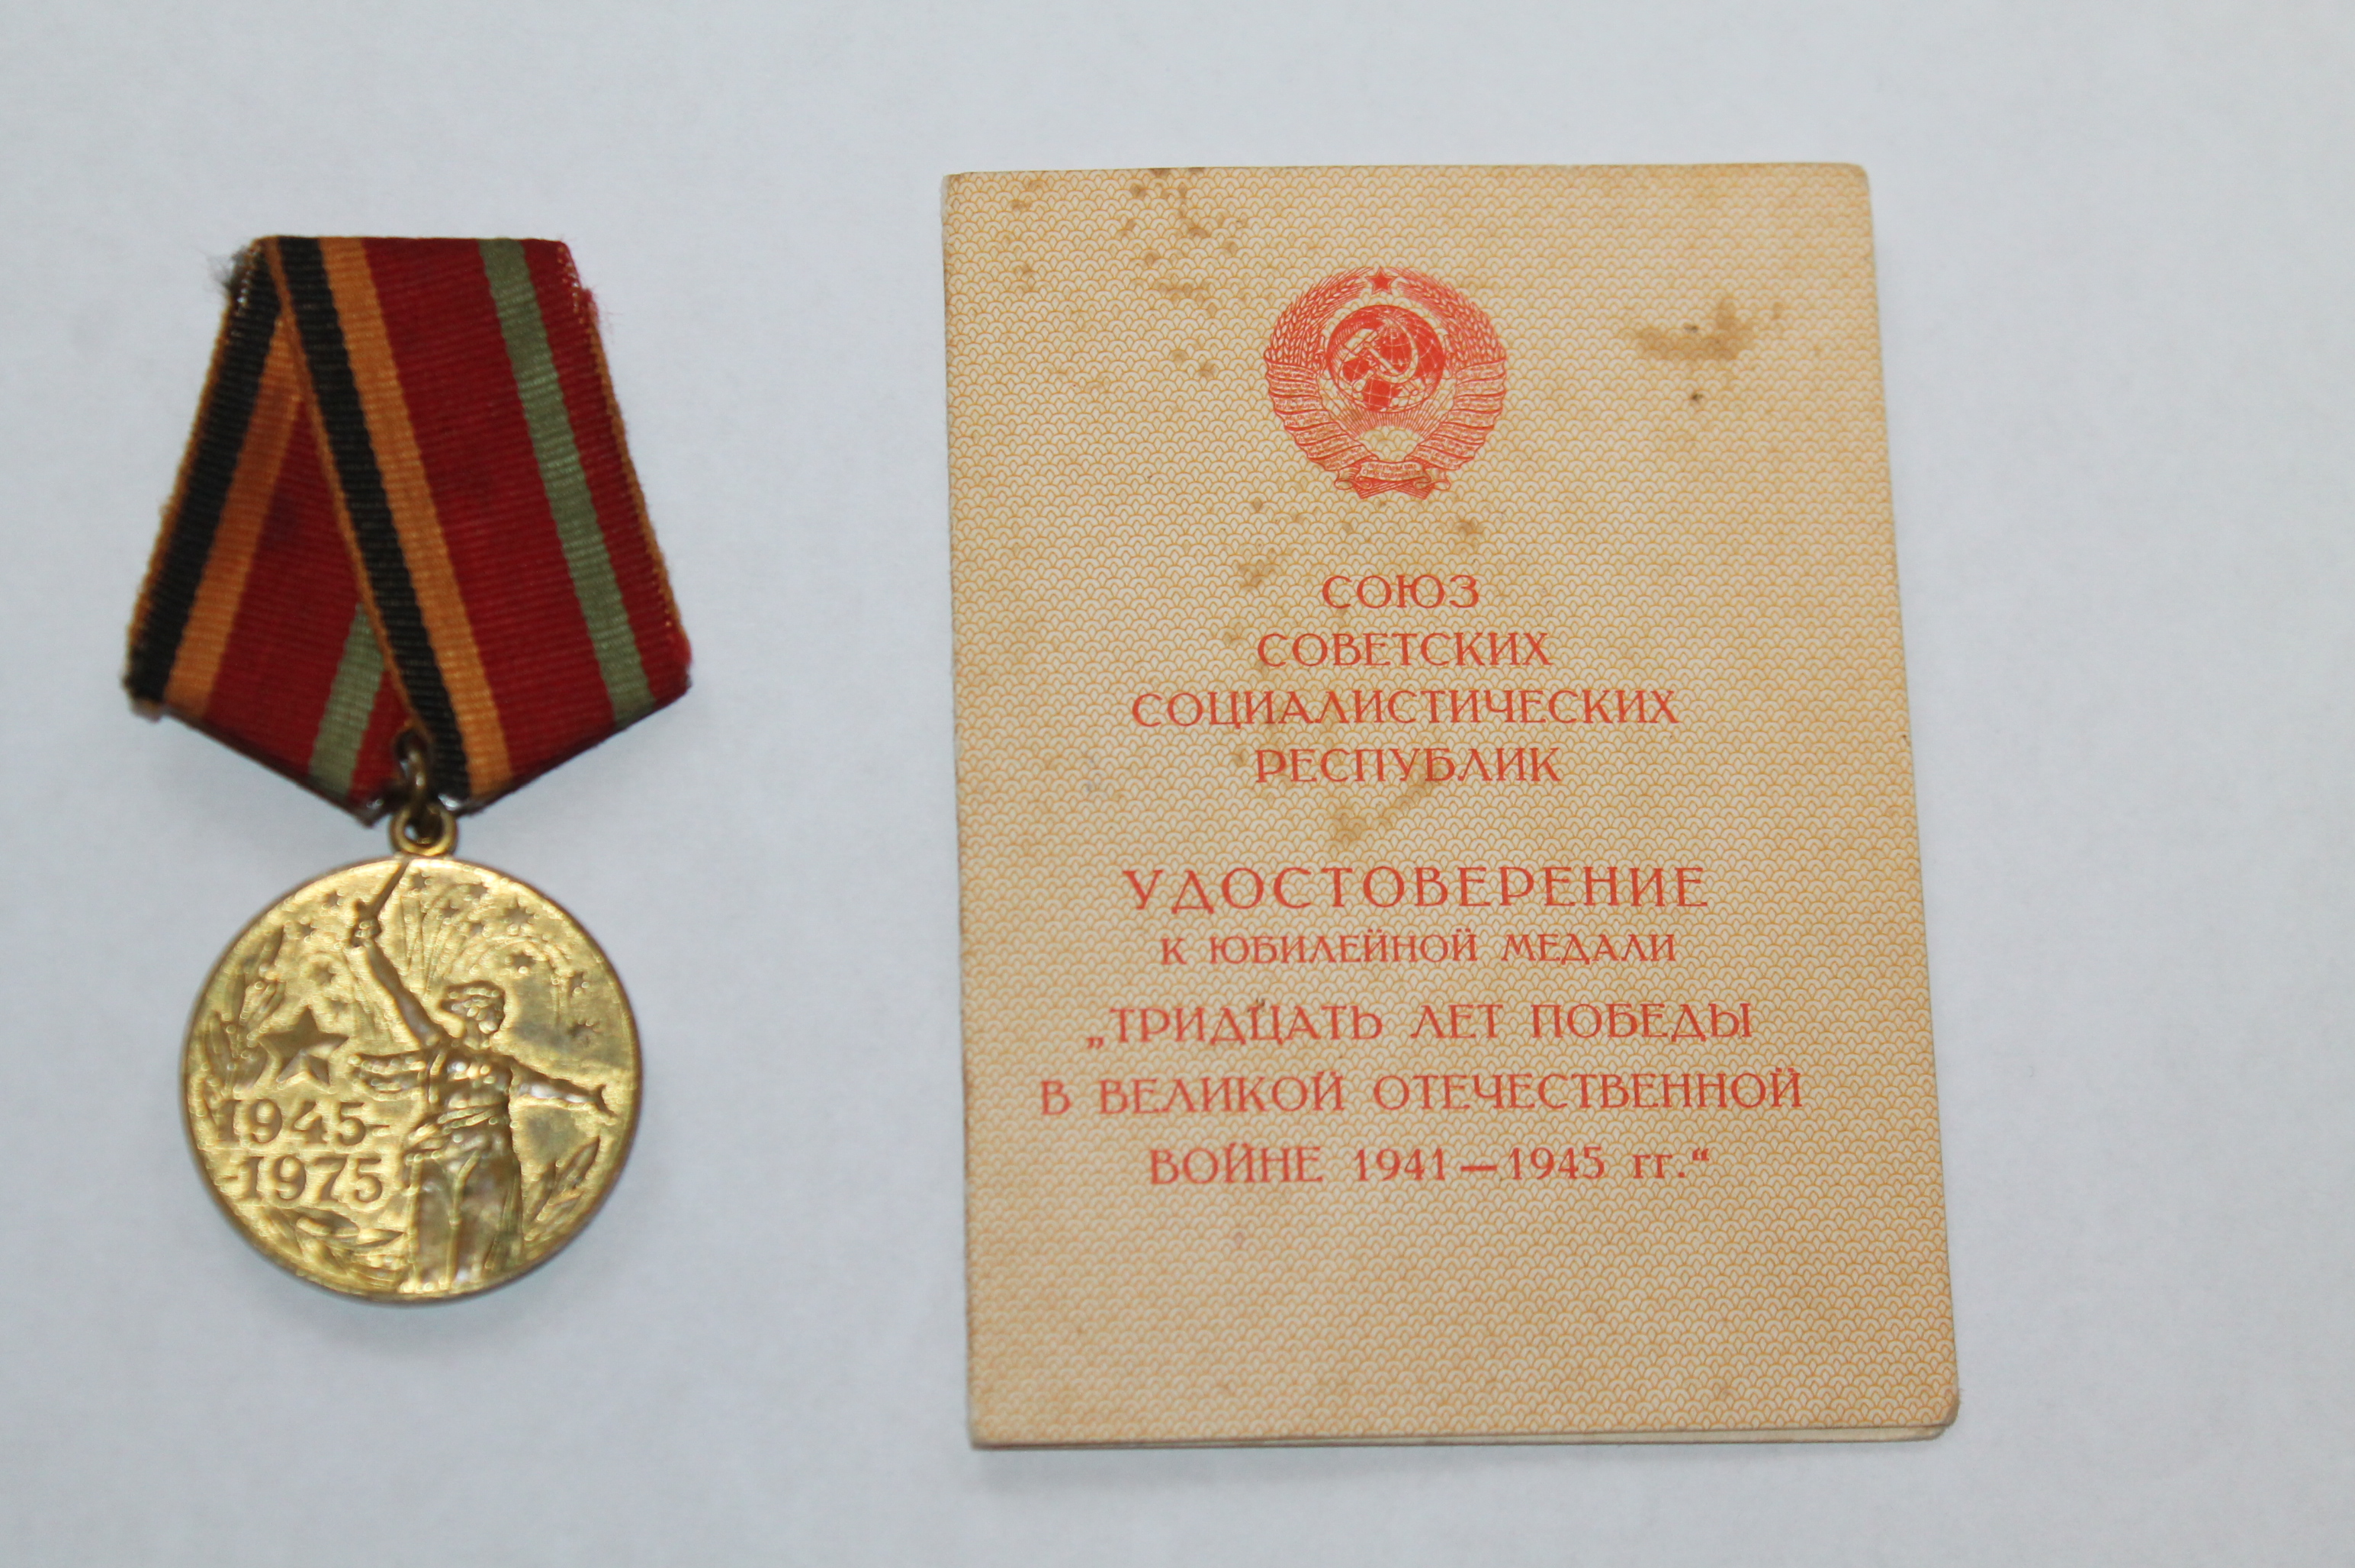 1945-
-1975
СОЮЗ
СОВЕТСКИХ
СОЦИАЛИСТИЧЕСКИХ
РЕСПУБЛИК
УДОСТОВЕРЕНИЕ
К ЮБИЛЕЙНОЙ МЕДАЛИ
„ТРИДЦАТЬ ЛЕТ ПОБЕДЫ
В ВЕЛИКОЙ ОТЕЧЕСТВЕННОЙ
ВОЙНЕ 1941—1945 гг.“